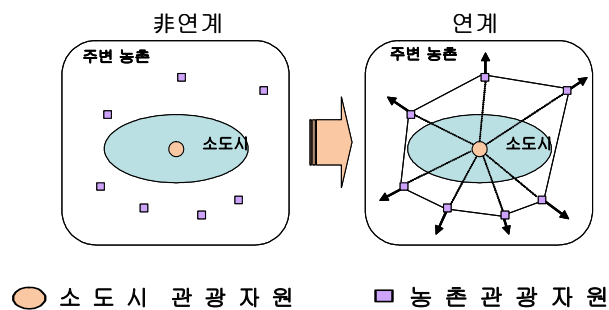 非연계
주변 농촌
소도시
연계
주변 농촌
소도시
소 도 시 관 광 자 원
농 촌 관 광 자 원